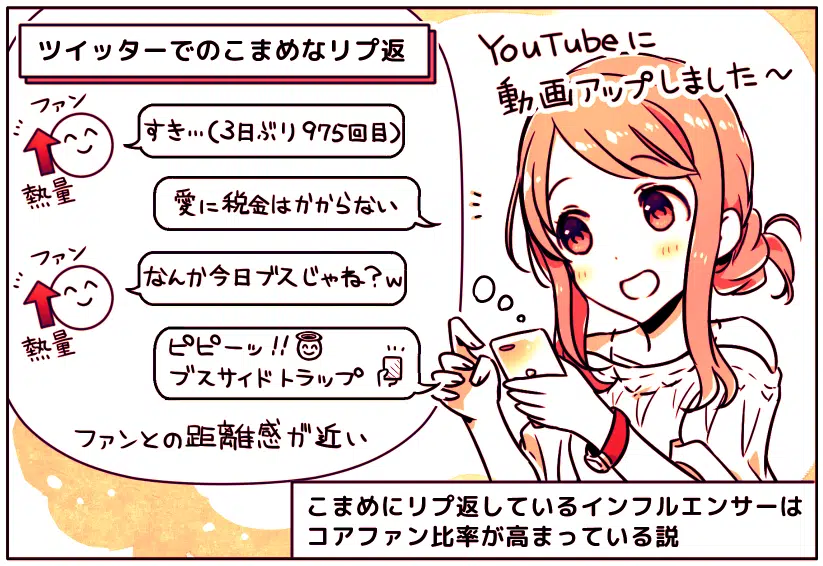 ツイッターでのこまめなリプ返
YouTubeに
動画アップしました〜
ファン
熱量
すき…(3日ぶり975回目)
愛に税金はかからない
ファン
熱量
なんか今日ブスじゃね?w
ピピーッ!!
ブスサイドトラップ
ファンとの距離感が近い
こまめにリプ返しているインフルエンサーは
コアファン比率が高まっている説